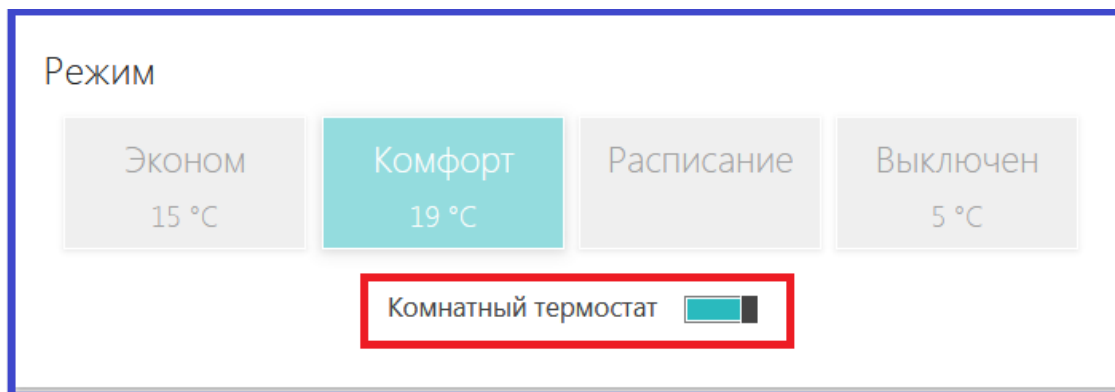 Режим
Эконом Комфорт Расписание Выключен
15 °C 19 °C 5 °C
Комнатный термостат